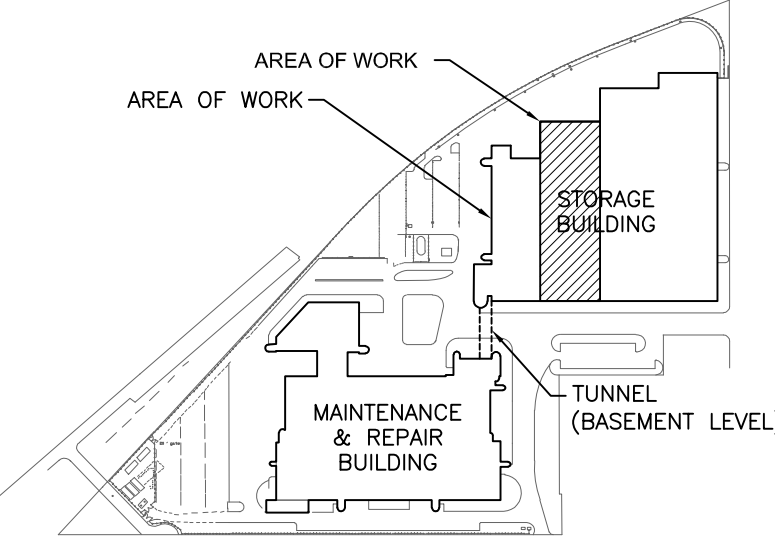 AREA OF WORK
AREA OF WORK
STORAGE
BUILDING
TUNNEL
(BASEMENT LEVEL)
MAINTENANCE
& REPAIR
BUILDING